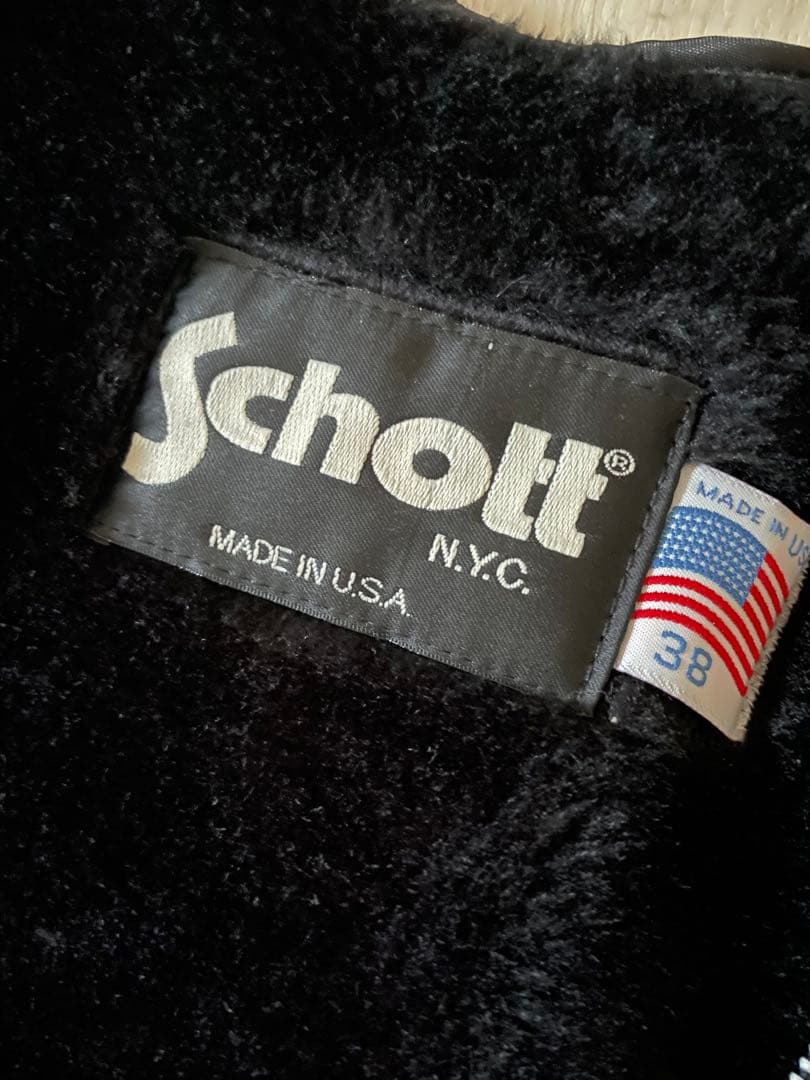 Schott®
N.Y.C.
MADE IN U.S.A.
MADE IN US
38